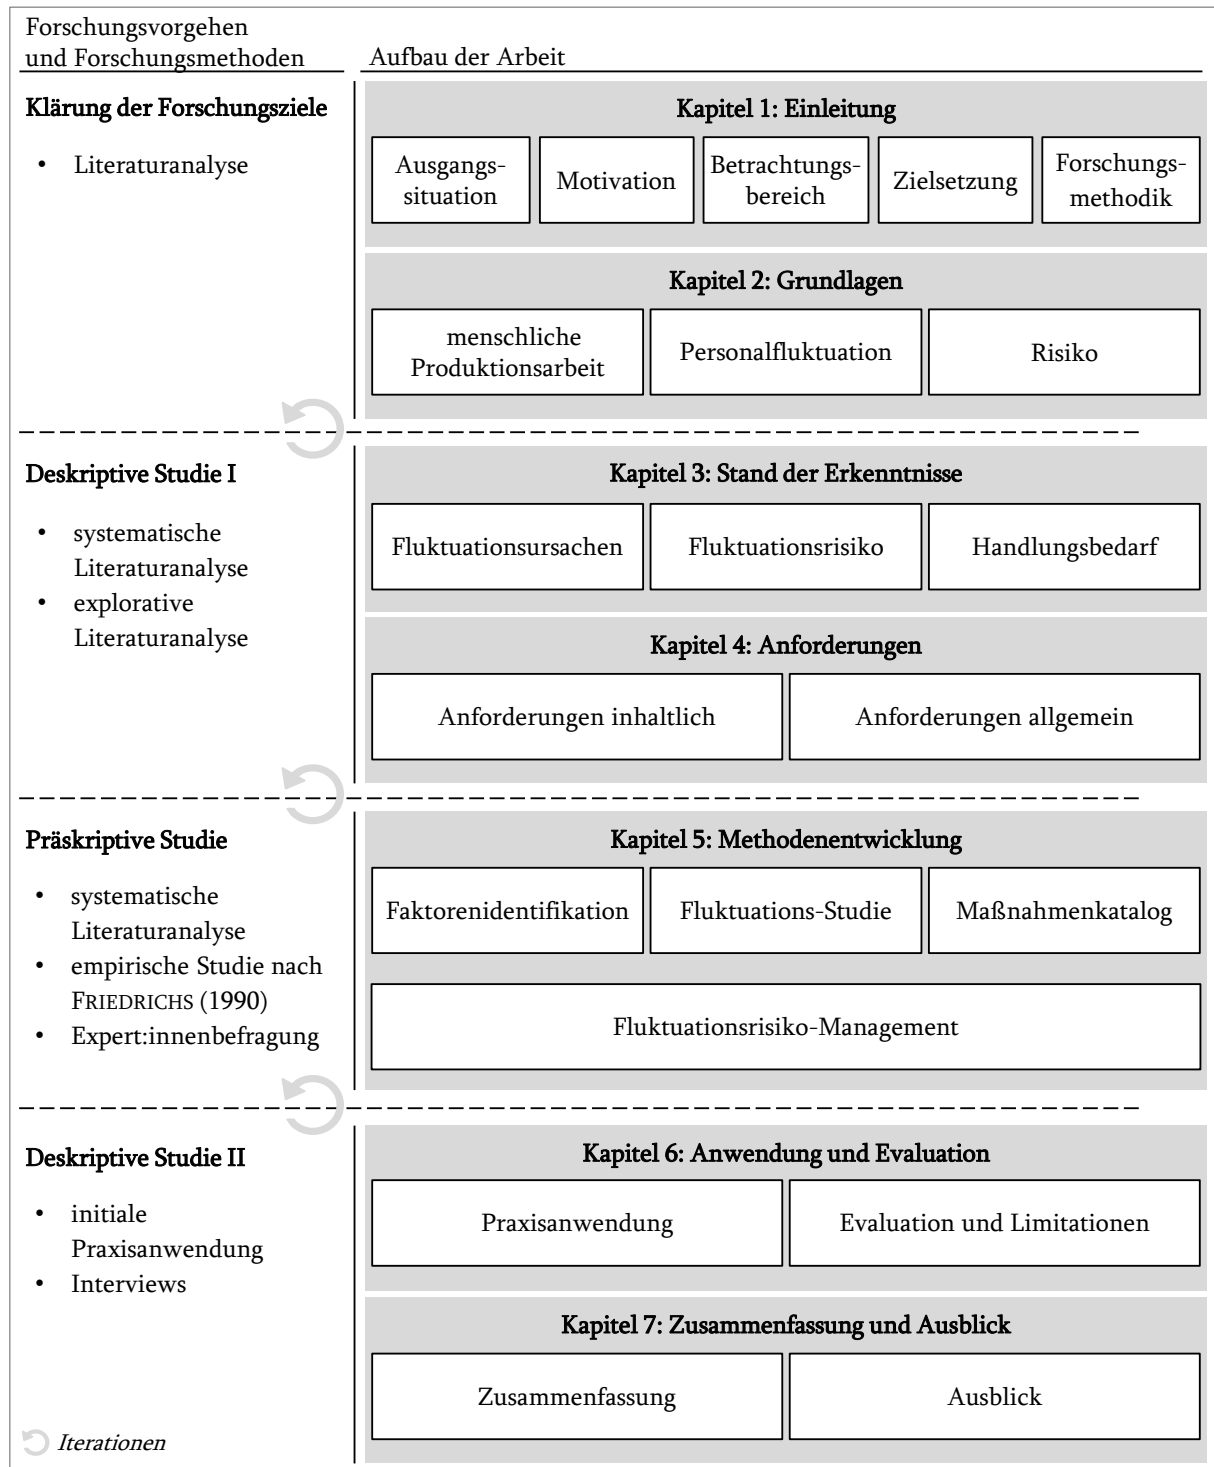 Forschungsvorgehen
und Forschungsmethoden
Aufbau der Arbeit
Klärung der Forschungsziele
• Literaturanalyse
Kapitel 1: Einleitung
Ausgangs-
situation
Motivation
Betrachtungs-
bereich
Zielsetzung
Forschungs-
methodik
Kapitel 2: Grundlagen
menschliche
Produktionsarbeit
Personalfluktuation
Risiko
Deskriptive Studie I
• systematische
Literaturanalyse
• explorative
Literaturanalyse
Kapitel 3: Stand der Erkenntnisse
Fluktuationsursachen
Fluktuationsrisiko
Handlungsbedarf
Kapitel 4: Anforderungen
Anforderungen inhaltlich
Anforderungen allgemein
Präskriptive Studie
• systematische
Literaturanalyse
• empirische Studie nach
FRIEDRICHS (1990)
• Expert:innenbefragung
Kapitel 5: Methodenentwicklung
Faktorenidentifikation
Fluktuations-Studie
Maßnahmenkatalog
Fluktuationsrisiko-Management
Deskriptive Studie II
• initiale
Praxisanwendung
• Interviews
Kapitel 6: Anwendung und Evaluation
Praxisanwendung
Evaluation und Limitationen
Kapitel 7: Zusammenfassung und Ausblick
Zusammenfassung
Ausblick
Iterationen